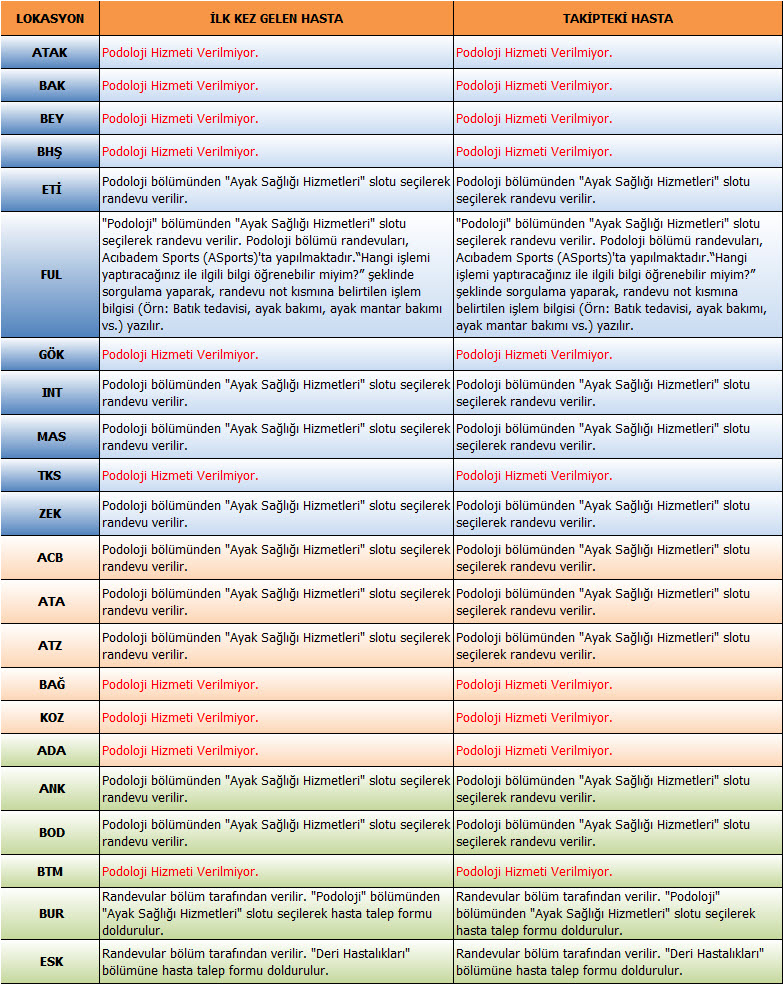 LOKASYON İLK KEZ GELEN HASTA TAKİPTEKİ HASTA
ATAK Podoloji Hizmeti Verilmiyor. Podoloji Hizmeti Verilmiyor.
BAK Podoloji Hizmeti Verilmiyor. Podoloji Hizmeti Verilmiyor.
BEY Podoloji Hizmeti Verilmiyor. Podoloji Hizmeti Verilmiyor.
BHŞ Podoloji Hizmeti Verilmiyor. Podoloji Hizmeti Verilmiyor.
ETİ
Podoloji bölümünden "Ayak Sağlığı Hizmetleri" slotu seçilerek
randevu verilir.
Podoloji bölümünden "Ayak Sağlığı Hizmetleri" slotu
seçilerek randevu verilir.
FUL
"Podoloji" bölümünden "Ayak Sağlığı Hizmetleri" slotu
seçilerek randevu verilir. Podoloji bölümü randevuları,
Acıbadem Sports (ASports)'ta yapılmaktadır.“Hangi işlemi
yaptıracağınız ile ilgili bilgi öğrenebilir miyim?” şeklinde
sorgulama yaparak, randevu not kısmına belirtilen işlem
bilgisi (Örn: Batık tedavisi, ayak bakımı, ayak mantar bakımı
vs.) yazılır.
"Podoloji" bölümünden "Ayak Sağlığı Hizmetleri" slotu
seçilerek randevu verilir. Podoloji bölümü randevuları,
Acıbadem Sports (ASports)'ta yapılmaktadır.“Hangi
işlemi yaptıracağınız ile ilgili bilgi öğrenebilir miyim?”
şeklinde sorgulama yaparak, randevu not kısmına
belirtilen işlem bilgisi (Örn: Batık tedavisi, ayak bakımı,
ayak mantar bakımı vs.) yazılır.
GÖK Podoloji Hizmeti Verilmiyor. Podoloji Hizmeti Verilmiyor.
INT
Podoloji bölümünden "Ayak Sağlığı Hizmetleri" slotu seçilerek
randevu verilir.
Podoloji bölümünden "Ayak Sağlığı Hizmetleri" slotu
seçilerek randevu verilir.
MAS
Podoloji bölümünden "Ayak Sağlığı Hizmetleri" slotu seçilerek
randevu verilir.
Podoloji bölümünden "Ayak Sağlığı Hizmetleri" slotu
seçilerek randevu verilir.
TKS Podoloji Hizmeti Verilmiyor. Podoloji Hizmeti Verilmiyor.
ZEK
Podoloji bölümünden "Ayak Sağlığı Hizmetleri" slotu seçilerek
randevu verilir.
Podoloji bölümünden "Ayak Sağlığı Hizmetleri" slotu
seçilerek randevu verilir.
ACB
Podoloji bölümünden "Ayak Sağlığı Hizmetleri" slotu seçilerek
randevu verilir.
Podoloji bölümünden "Ayak Sağlığı Hizmetleri" slotu
seçilerek randevu verilir.
ATA
Podoloji bölümünden "Ayak Sağlığı Hizmetleri" slotu seçilerek
randevu verilir.
Podoloji bölümünden "Ayak Sağlığı Hizmetleri" slotu
seçilerek randevu verilir.
ATZ
Podoloji bölümünden "Ayak Sağlığı Hizmetleri" slotu seçilerek
randevu verilir.
Podoloji bölümünden "Ayak Sağlığı Hizmetleri" slotu
seçilerek randevu verilir.
BAĞ Podoloji Hizmeti Verilmiyor. Podoloji Hizmeti Verilmiyor.
KOZ Podoloji Hizmeti Verilmiyor. Podoloji Hizmeti Verilmiyor.
ADA Podoloji Hizmeti Verilmiyor. Podoloji Hizmeti Verilmiyor.
ANK
Podoloji bölümünden "Ayak Sağlığı Hizmetleri" slotu seçilerek
randevu verilir.
Podoloji bölümünden "Ayak Sağlığı Hizmetleri" slotu
seçilerek randevu verilir.
BOD
Podoloji bölümünden "Ayak Sağlığı Hizmetleri" slotu seçilerek
randevu verilir.
Podoloji bölümünden "Ayak Sağlığı Hizmetleri" slotu
seçilerek randevu verilir.
BTM Podoloji Hizmeti Verilmiyor. Podoloji Hizmeti Verilmiyor.
BUR
Randevular bölüm tarafından verilir. "Podoloji" bölümünden
"Ayak Sağlığı Hizmetleri" slotu seçilerek hasta talep formu
doldurulur.
Randevular bölüm tarafından verilir. "Podoloji"
bölümünden "Ayak Sağlığı Hizmetleri" slotu seçilerek
hasta talep formu doldurulur.
ESK
Randevular bölüm tarafından verilir. "Deri Hastalıkları"
bölümüne hasta talep formu doldurulur.
Randevular bölüm tarafından verilir. "Deri Hastalıkları"
bölümüne hasta talep formu doldurulur.